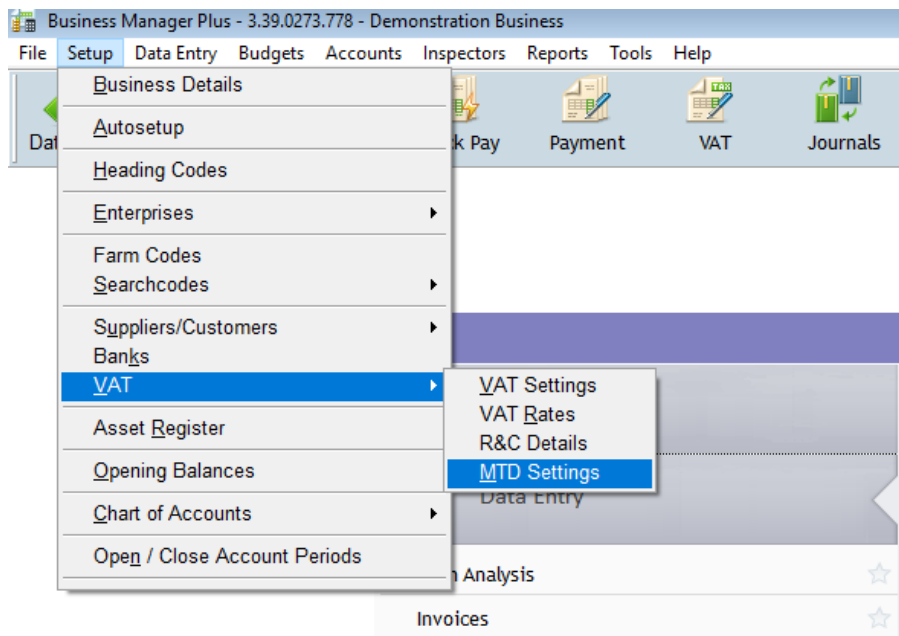 Business Manager Plus - 3.39.0273.778 - Demonstration Business
File Setup Data Entry Budgets Accounts Inspectors Reports Tools Help
Business Details
Autosetup
Heading Codes
Enterprises
Farm Codes
Searchcodes
Suppliers/Customers
Banks
VAT
Asset Register
Opening Balances
Chart of Accounts
Open / Close Account Periods
VAT Settings
VAT Rates
R&C Details
MTD Settings
Dat
k Pay
Payment
VAT
TAX
Journals
Data Entry
Analysis
Invoices